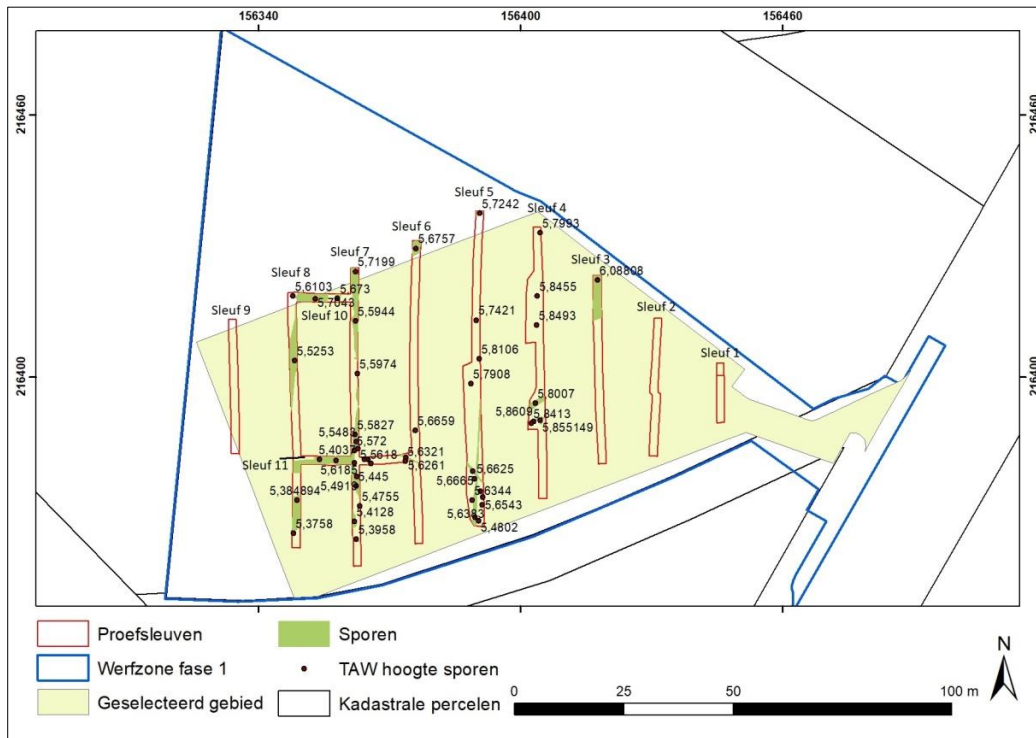 156340
156400
156460
216460
216460
Sleuf 5
5,7242
Sleuf 4
5,7993
Sleuf 6
5,6757
Sleuf 7
5,7199
Sleuf 3
6,08808
Sleuf 8
5,6103
5,673
5,7043
5,8455
Sleuf 9
Sleuf 10
5,5944
5,7421
5,8493
Sleuf 2
5,5253
5,8106
Sleuf 1
216400
216400
5,5974
5,7908
5,8007
5,8609
5,8413
5,855149
5,5827
5,5483
5,572
5,6659
5,4037
5,5618
5,6321
Sleuf 11
5,6185
5,6261
5,445
5,6625
5,4919
5,6665
5,384894
5,4755
5,6344
5,6543
5,4128
5,6383
5,3758
5,3958
5,4802
Proefsleuven
Sporen
Werfzone fase 1
TAW hoogte sporen
Geselecteerd gebied
Kadastrale percelen
0 25 50 100 m
N